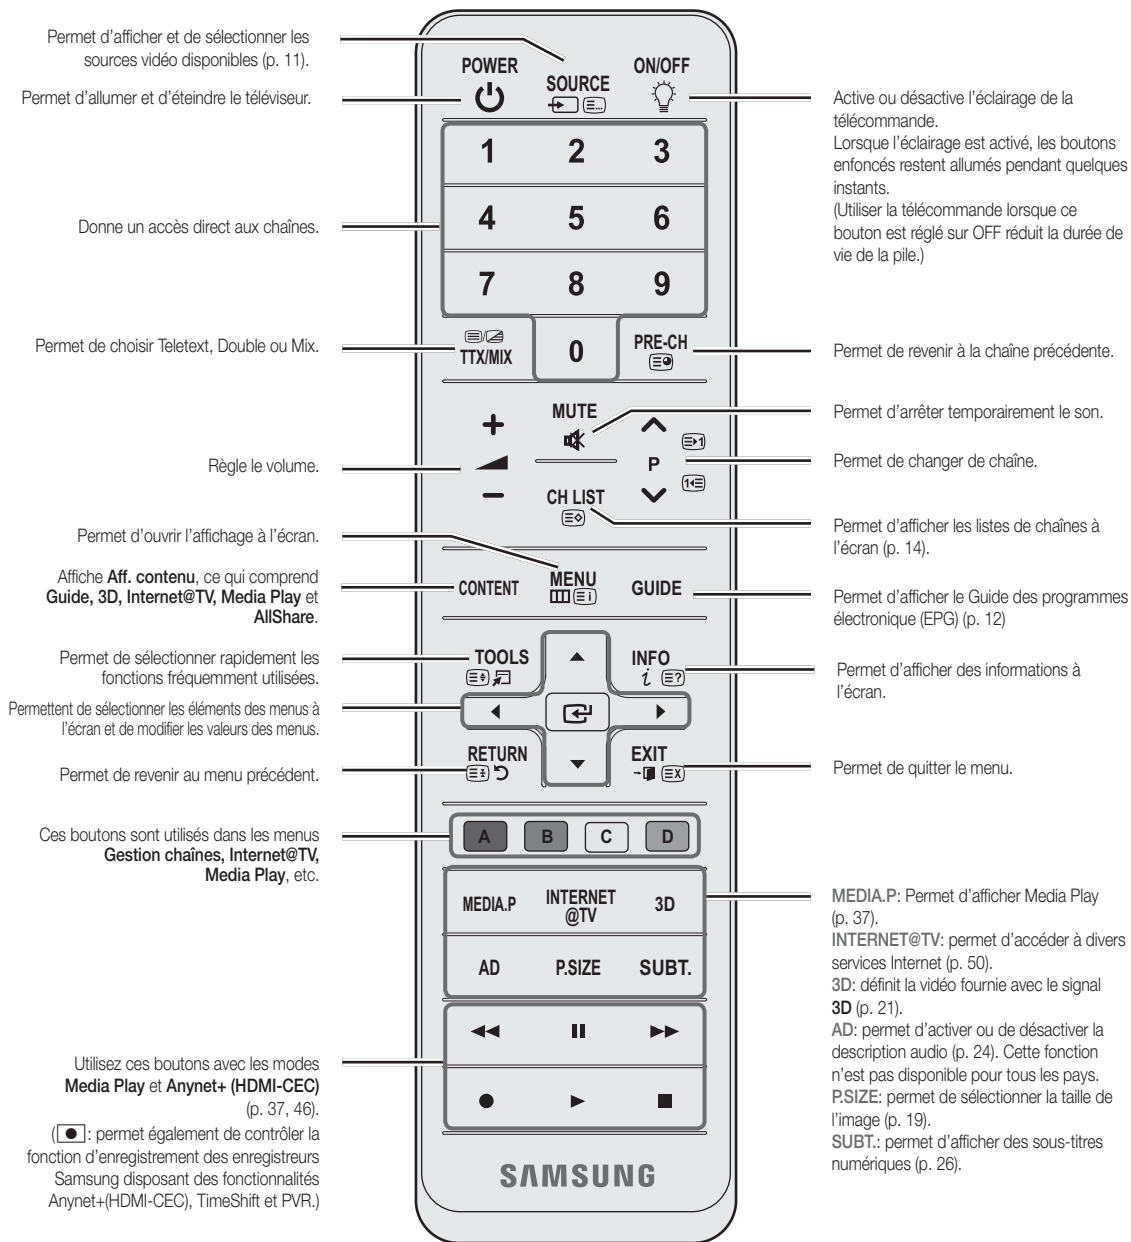 Permet d'afficher et de sélectionner les
sources vidéo disponibles (p. 11).
Permet d'allumer et d'éteindre le téléviseur.
Donne un accès direct aux chaînes.
Permet de choisir Teletext, Double ou Mix.
Règle le volume.
Permet d'ouvrir l'affichage à l'écran.
Affiche Aff. contenu, ce qui comprend
Guide, 3D, Internet@TV, Media Play et
AllShare.
Permet de sélectionner rapidement les
fonctions fréquemment utilisées.
Permettent de sélectionner les éléments des menus à
l'écran et de modifier les valeurs des menus.
Permet de revenir au menu précédent.
Ces boutons sont utilisés dans les menus
Gestion chaînes, Internet@TV,
Media Play, etc.
Utilisez ces boutons avec les modes
Media Play et Anynet+ (HDMI-CEC)
(p. 37, 46).
(●: permet également de contrôler la
fonction d'enregistrement des enregistreurs
Samsung disposant des fonctionnalités
Anynet+(HDMI-CEC), TimeShift et PVR.)
POWER SOURCE ON/OFF
1 2 3
4 5 6
7 8 9
TTX/MIX 0 PRE-CH
+ MUTE
P
− CH LIST
CONTENT MENU GUIDE
TOOLS INFO
RETURN EXIT
A B C D
MEDIA.P INTERNET
@TV 3D
AD P.SIZE SUBT.
SAMSUNG
Active ou désactive l'éclairage de la
télécommande.
Lorsque l'éclairage est activé, les boutons
enfoncés restent allumés pendant quelques
instants.
(Utiliser la télécommande lorsque ce
bouton est réglé sur OFF réduit la durée de
vie de la pile.)
Permet de revenir à la chaîne précédente.
Permet d'arrêter temporairement le son.
Permet de changer de chaîne.
Permet d'afficher les listes de chaînes à
l'écran (p. 14).
Permet d'afficher le Guide des programmes
électronique (EPG) (p. 12)
Permet d'afficher des informations à
l'écran.
Permet de quitter le menu.
MEDIA.P: Permet d'afficher Media Play
(p. 37).
INTERNET@TV: permet d'accéder à divers
services Internet (p. 50).
3D: définit la vidéo fournie avec le signal
3D (p. 21).
AD: permet d'activer ou de désactiver la
description audio (p. 24). Cette fonction
n'est pas disponible pour tous les pays.
P.SIZE: permet de sélectionner la taille de
l'image (p. 19).
SUBT.: permet d'afficher des sous-titres
numériques (p. 26).